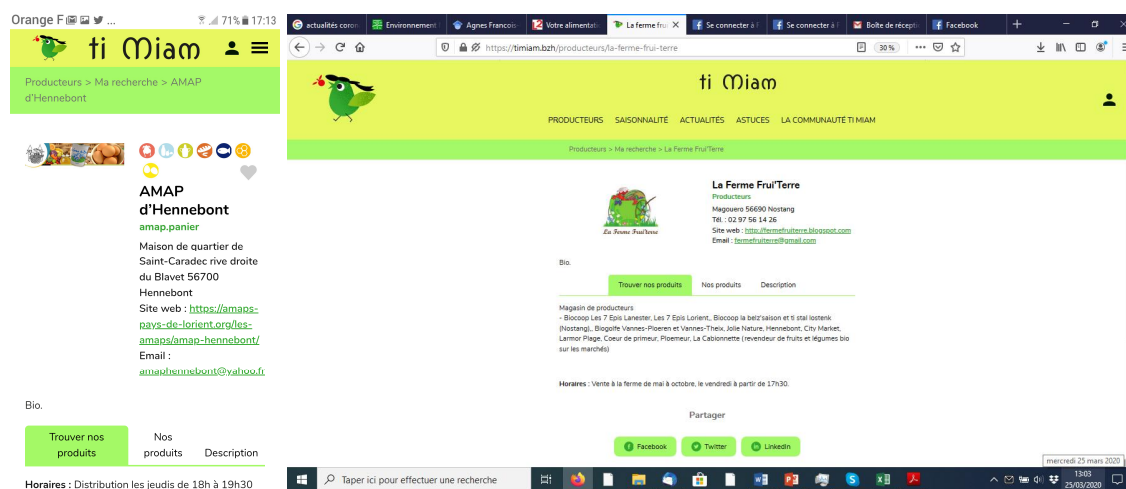 Orange F ... 71% 17:13
ti Miam
Producteurs > Ma recherche > AMAP
d'Hennebont
AMAP
d'Hennebont
amap.panier
Maison de quartier de
Saint-Caradec rive droite
du Blavet 56700
Hennebont
Site web : https://amaps-
pays-de-lorient.org/les-
amaps/amap-hennebont/
Email :
amaphennebont@yahoo.fr
Bio.
Trouver nos
produits
Nos
produits
Description
Horaires : Distribution les jeudis de 18h à 19h30
actualités coron
Environnement
Agnes Francois
Votre alimentati
La ferme frui
Se connecter à F
Se connecter à F
Boîte de récepti
Facebook
https://timiam.bzh/producteurs/la-ferme-frui-terre
30 %
ti Miam
PRODUCTEURS SAISONNALITÉ ACTUALITÉS ASTUCES LA COMMUNAUTÉ TI MIAM
Producteurs > Ma recherche > La Ferme Frui'Terre
La Ferme Frui'Terre
La Ferme Frui'Terre
Producteurs
Magouero 56690 Nostang
Tél. : 02 97 56 14 26
Site web : http://fermefruiterre.blogspot.com
Email : fermefruiterre@gmail.com
Bio.
Trouver nos produits Nos produits Description
Magasin de producteurs
- Biocoop Les 7 Epis Lanester, Les 7 Epis Lorient,, Biocoop la belz'saison et ti stal lostenk
(Nostang),, Biogolfe Vannes-Ploeren et Vannes-Theix, Jolie Nature, Hennebont, City Market,
Larmor Plage, Coeur de primeur, Ploemeur, La Cabionnette (revendeur de fruits et légumes bio
sur les marchés)
Horaires : Vente à la ferme de mai à octobre, le vendredi à partir de 17h30.
Partager
Facebook Twitter LinkedIn
mercredi 25 mars 2020
Taper ici pour effectuer une recherche
13:03
25/03/2020